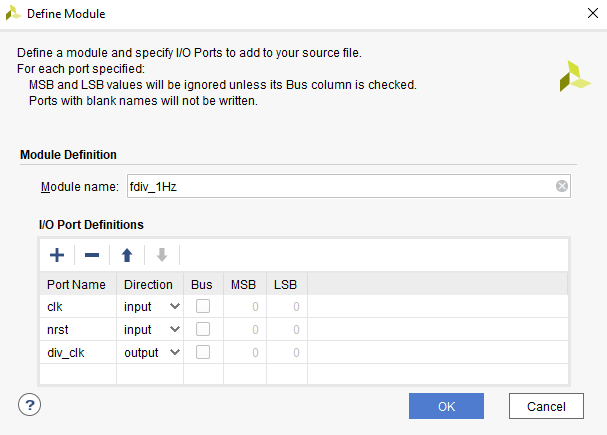 Define Module
Define a module and specify I/O Ports to add to your source file.
For each port specified:
MSB and LSB values will be ignored unless its Bus column is checked.
Ports with blank names will not be written.
Module Definition
Module name: fdiv_1Hz
I/O Port Definitions
Port Name Direction Bus MSB LSB
clk input 0 0
nrst input 0 0
div_clk output 0 0
? OK Cancel